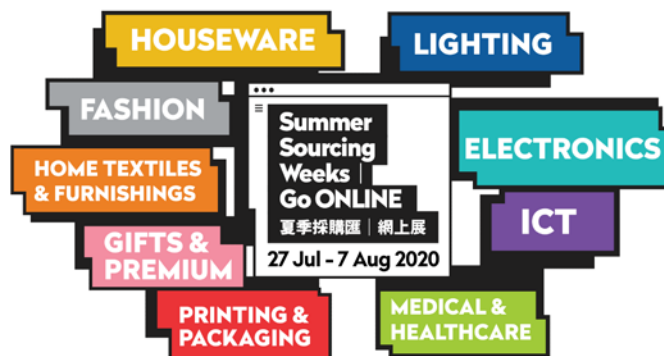 HOUSEWARE
LIGHTING
FASHION
ELECTRONICS
HOME TEXTILES
& FURNISHINGS
ICT
GIFTS &
PREMIUM
PRINTING &
PACKAGING
MEDICAL &
HEALTHCARE
Summer
Sourcing
Weeks |
Go ONLINE
夏季採購匯 | 網上展
27 Jul - 7 Aug 2020